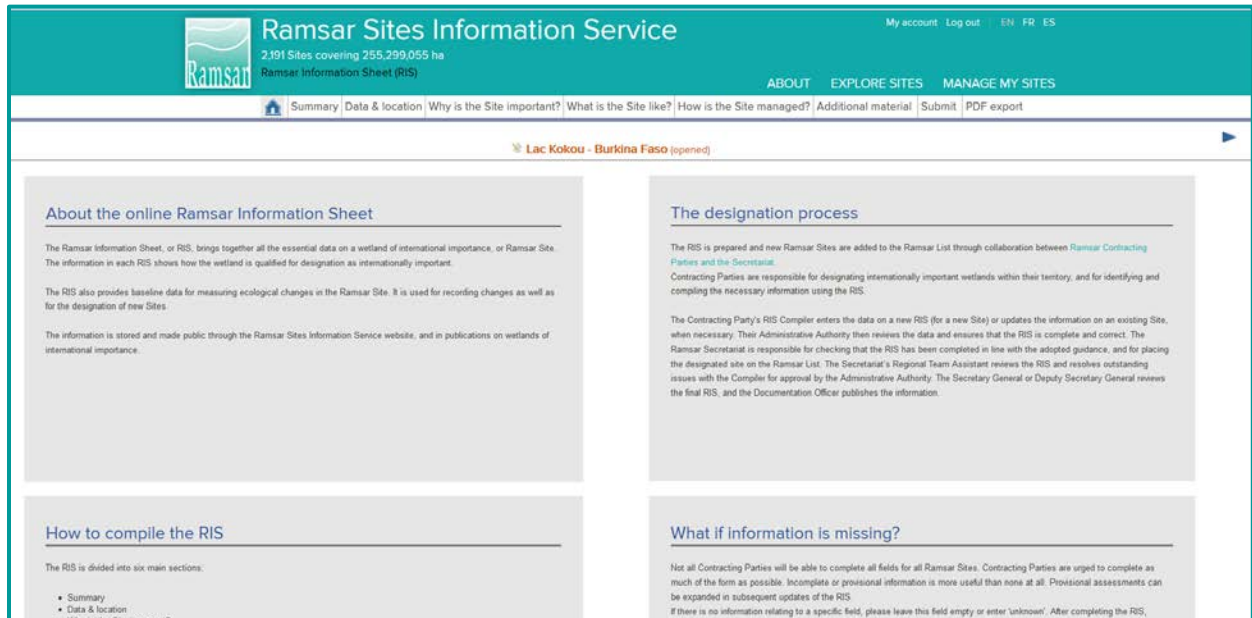 Ramsar Sites Information Service
My account Log out | EN FR ES
2,191 Sites covering 255,299,055 ha
Ramsar
Ramsar Information Sheet (RIS)
ABOUT EXPLORE SITES MANAGE MY SITES
Summary Data & location Why is the Site important? What is the Site like? How is the Site managed? Additional material Submit PDF export
Lac Kokou - Burkina Faso (opened)
About the online Ramsar Information Sheet
The Ramsar Information Sheet, or RIS, brings together all the essential data on a wetland of international importance, or Ramsar Site.
The information in each RIS shows how the wetland is qualified for designation as internationally important.
The RIS also provides baseline data for measuring ecological changes in the Ramsar Site. It is used for recording changes as well as
for the designation of new Sites.
The information is stored and made public through the Ramsar Sites Information Service website, and in publications on wetlands of
international importance.
The designation process
The RIS is prepared and new Ramsar Sites are added to the Ramsar List through collaboration between Ramsar Contracting
Parties and the Secretariat.
Contracting Parties are responsible for designating internationally important wetlands within their territory, and for identifying and
compiling the necessary information using the RIS.
The Contracting Party's RIS Compiler enters the data on a new RIS (for a new Site) or updates the information on an existing Site,
when necessary. Their Administrative Authority then reviews the data and ensures that the RIS is complete and correct. The
Ramsar Secretariat is responsible for checking that the RIS has been completed in line with the adopted guidance, and for placing
the designated site on the Ramsar List. The Secretariat's Regional Team Assistant reviews the RIS and resolves outstanding
issues with the Compiler for approval by the Administrative Authority. The Secretary General or Deputy Secretary General reviews
the final RIS, and the Documentation Officer publishes the information.
How to compile the RIS
The RIS is divided into six main sections:
• Summary
• Data & location
What if information is missing?
Not all Contracting Parties will be able to complete all fields for all Ramsar Sites. Contracting Parties are urged to complete as
much of the form as possible. Incomplete or provisional information is more useful than none at all. Provisional assessments can
be expanded in subsequent updates of the RIS
If there is no information relating to a specific field, please leave this field empty or enter 'unknown'. After completing the RIS,